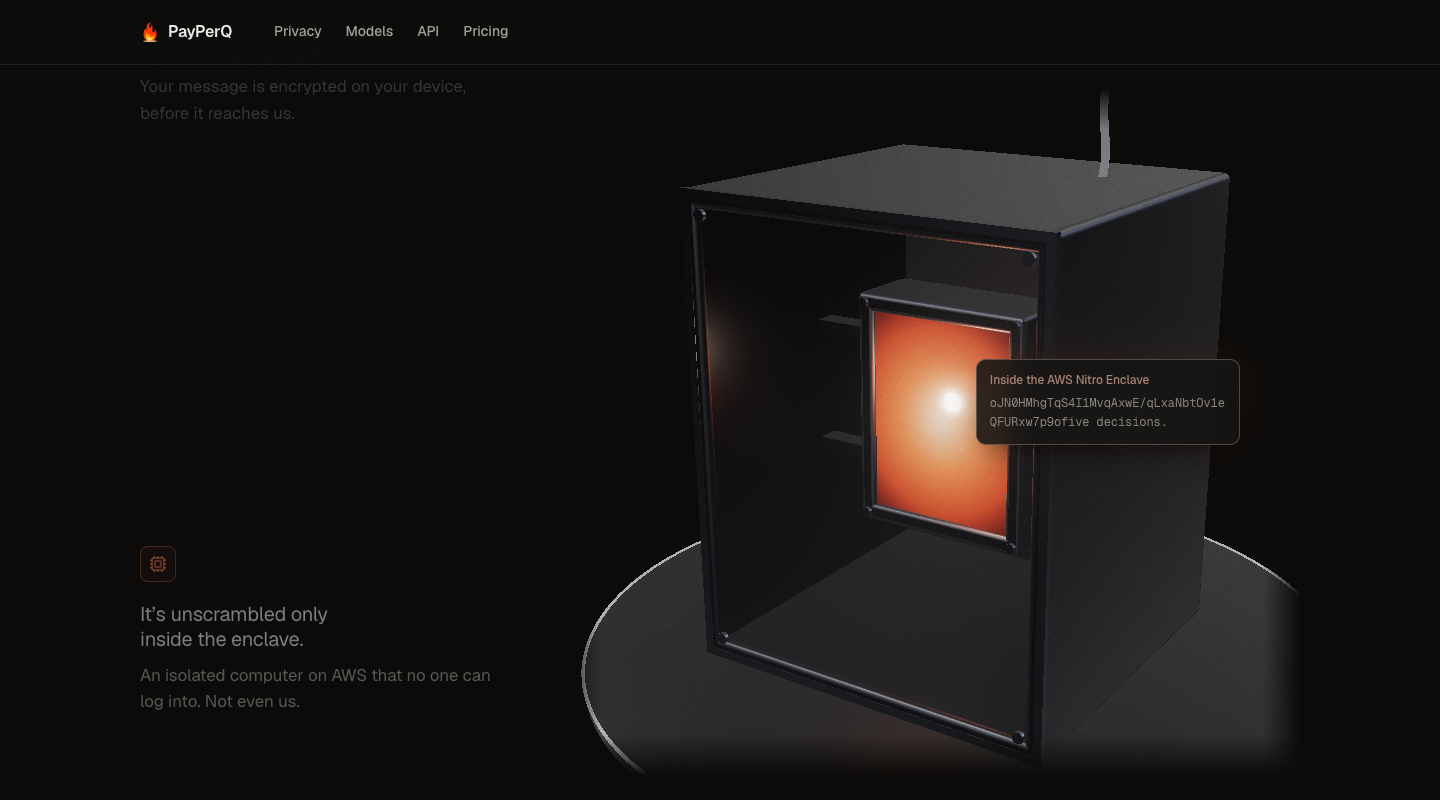 PayPerQ
Privacy
Models
API
Pricing
Your message is encrypted on your device,
before it reaches us.
Inside the AWS Nitro Enclave
oJN0HMhgTqS4I1MvqAxwE/qLxaNbtOv1e
QFURxw7p9ofive decisions.
It’s unscrambled only
inside the enclave.
An isolated computer on AWS that no one can
log into. Not even us.